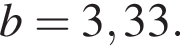 b = 3,33.